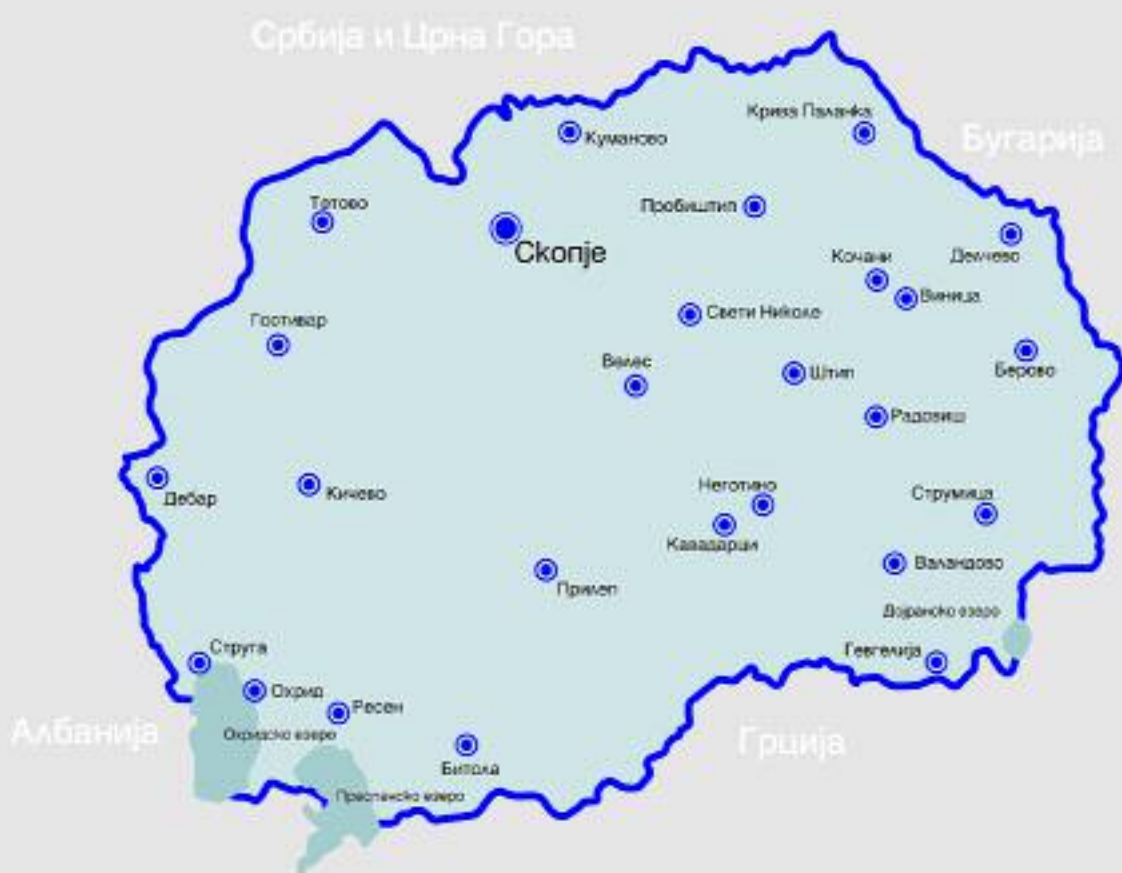 Србија и Црна Гора
Крива Паланка
Куманово
Бугарија
Тетово
Пробиштип
Скопје
Кочани
Делчево
Виница
Свети Николе
Гостивар
Велес
Штип
Берово
Радовиш
Дебар
Кичево
Неготино
Струмица
Кавадарци
Валандово
Прилеп
Дојранско езеро
Струга
Гевгелија
Охрид
Ресен
Албанија
Охридско езеро
Грција
Битола
Преспанско езеро